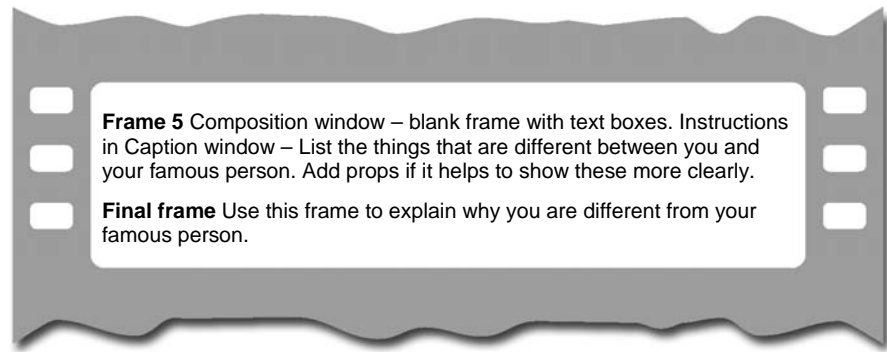 Frame 5 Composition window – blank frame with text boxes. Instructions
in Caption window – List the things that are different between you and
your famous person. Add props if it helps to show these more clearly.
Final frame Use this frame to explain why you are different from your
famous person.